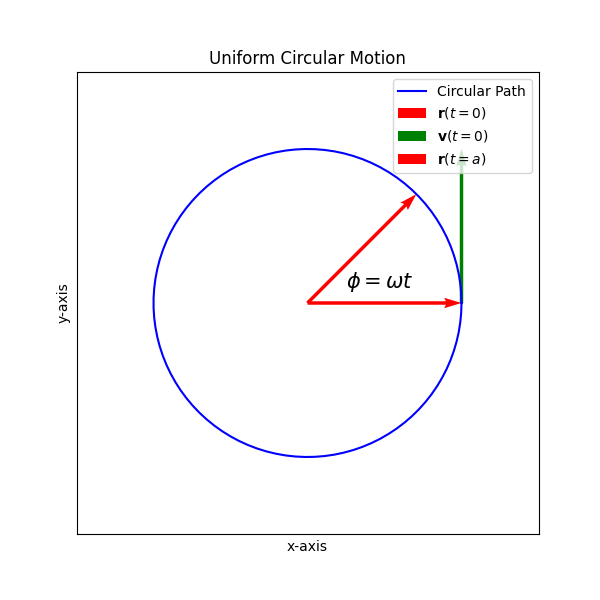 Uniform Circular Motion
Circular Path
r(t = 0)
v(t = 0)
r(t = a)
ϕ = ωt
y-axis
x-axis